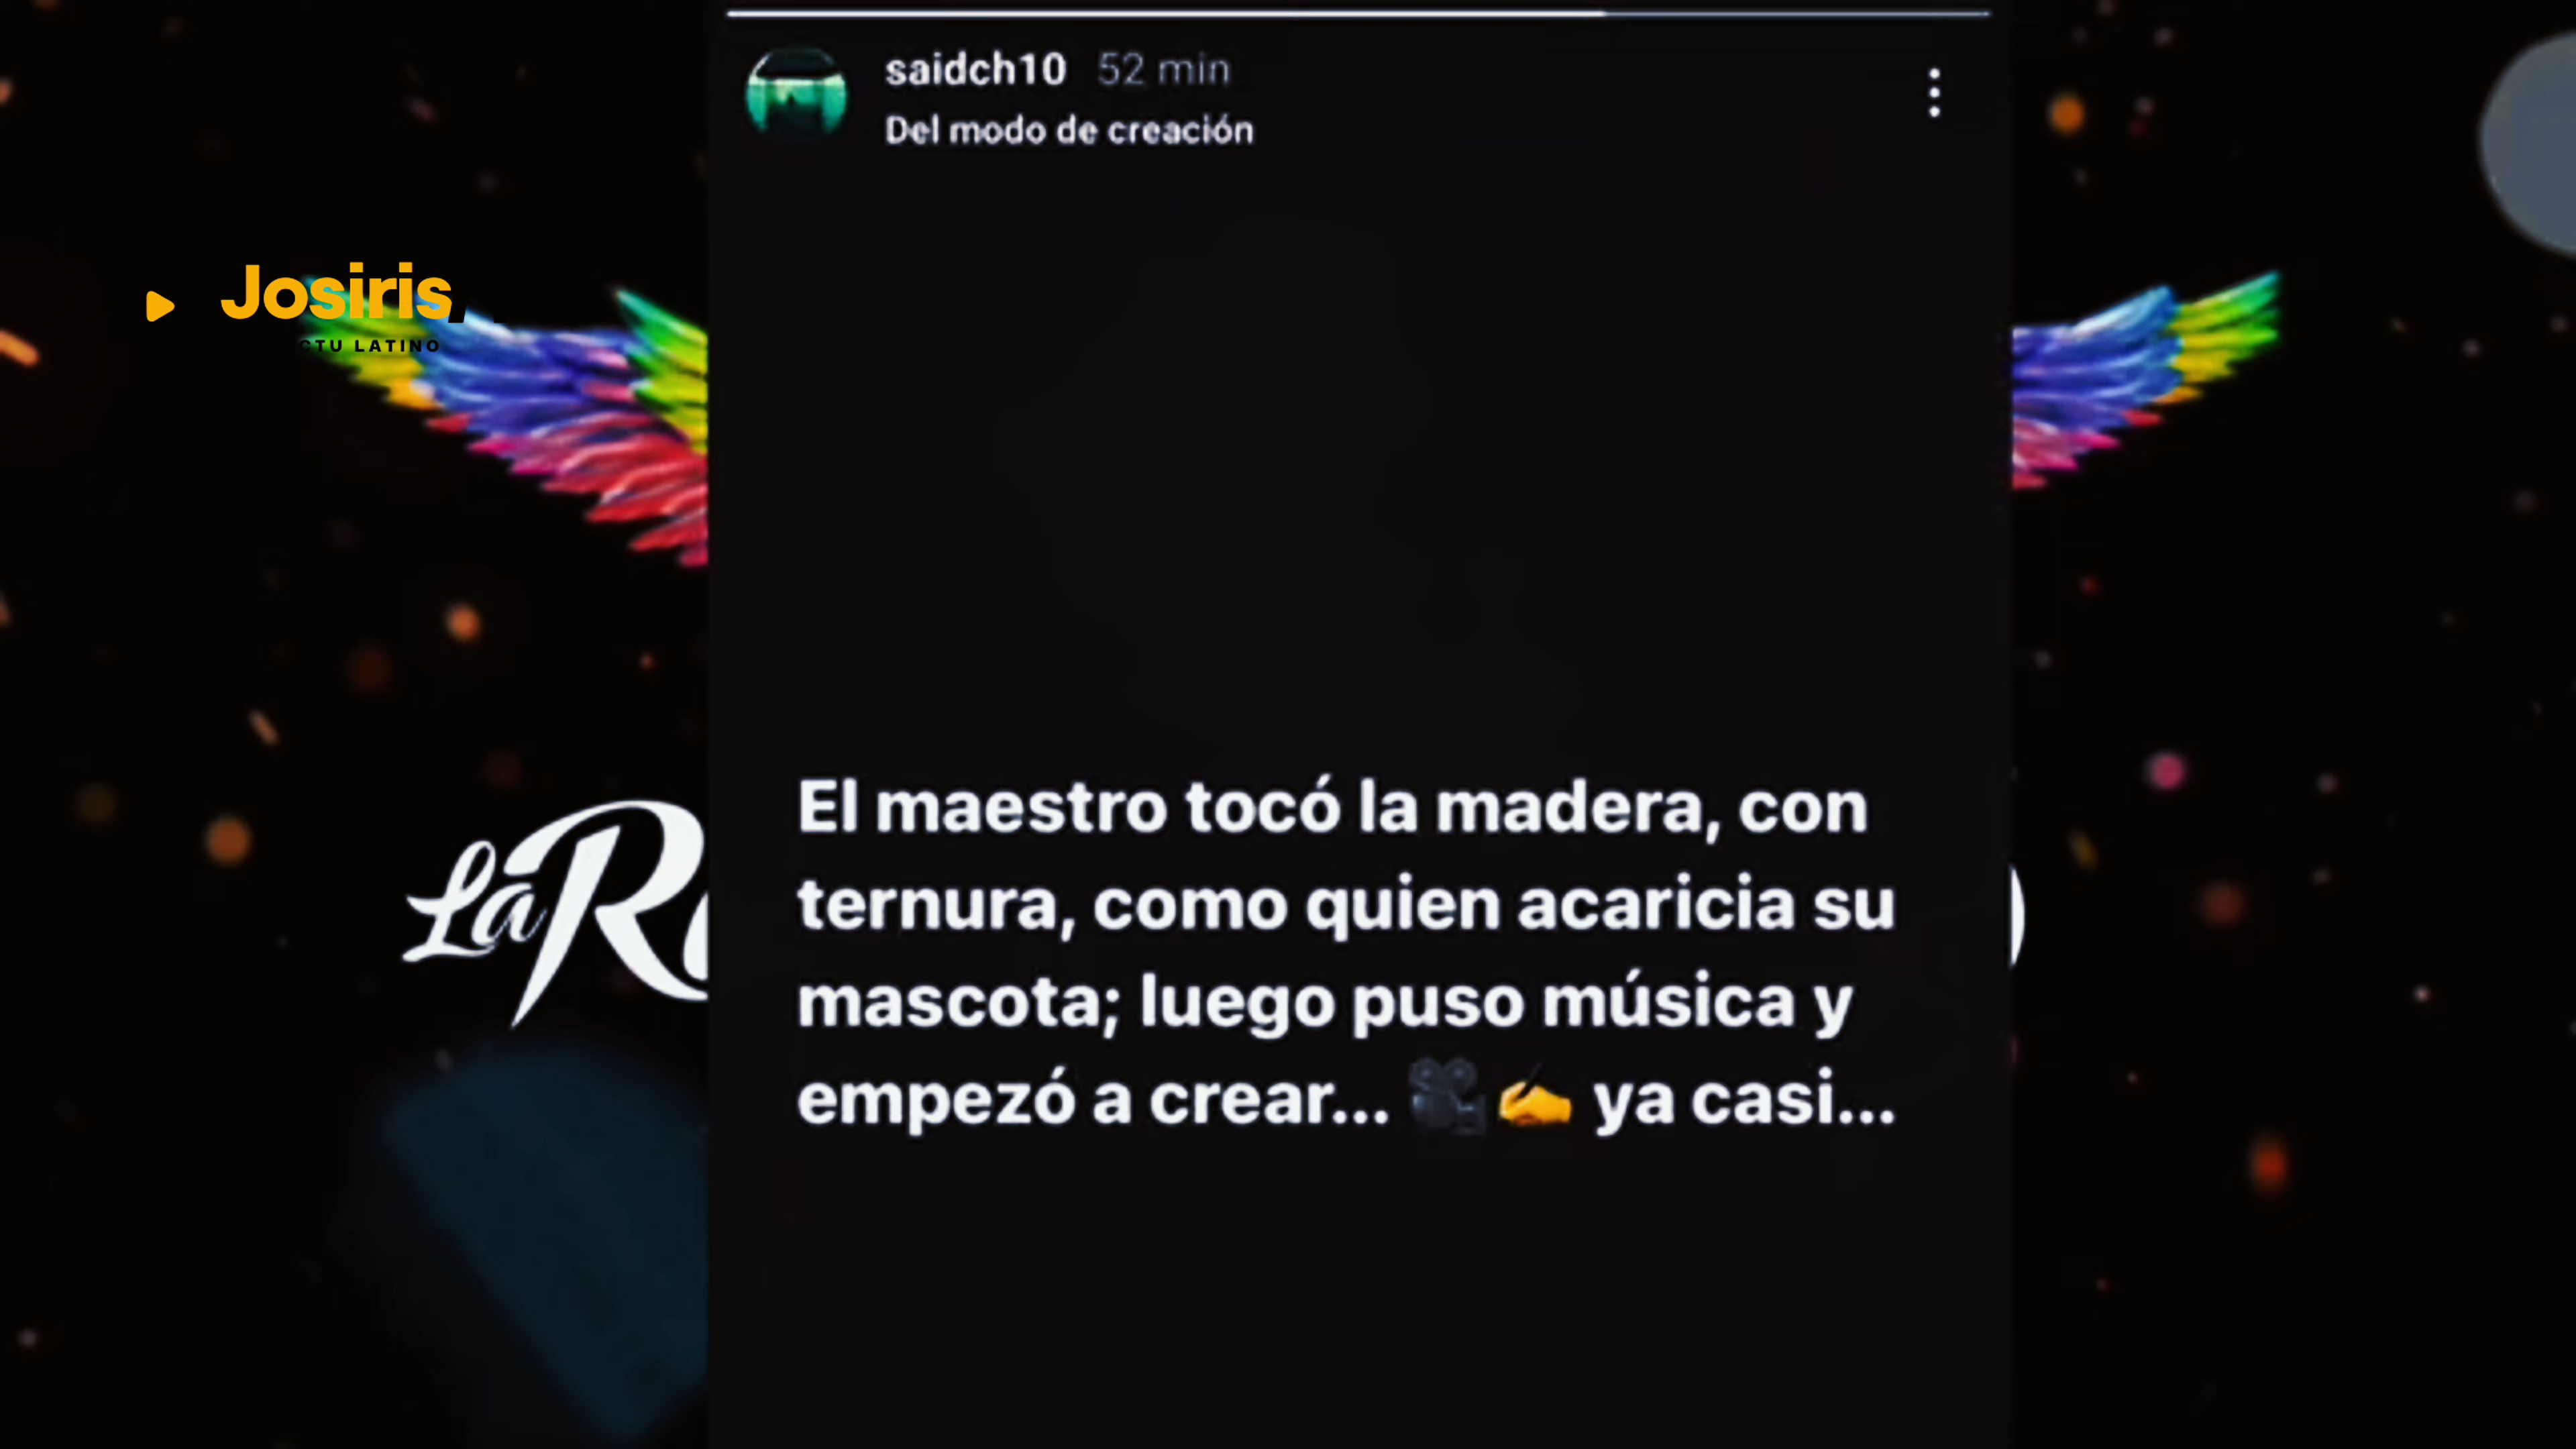 saidch10 52 min
Del modo de creación
Josiris
CTU LATINO
La R
El maestro tocó la madera, con
ternura, como quien acaricia su
mascota; luego puso música y
empezó a crear... 🎥✍️ ya casi...